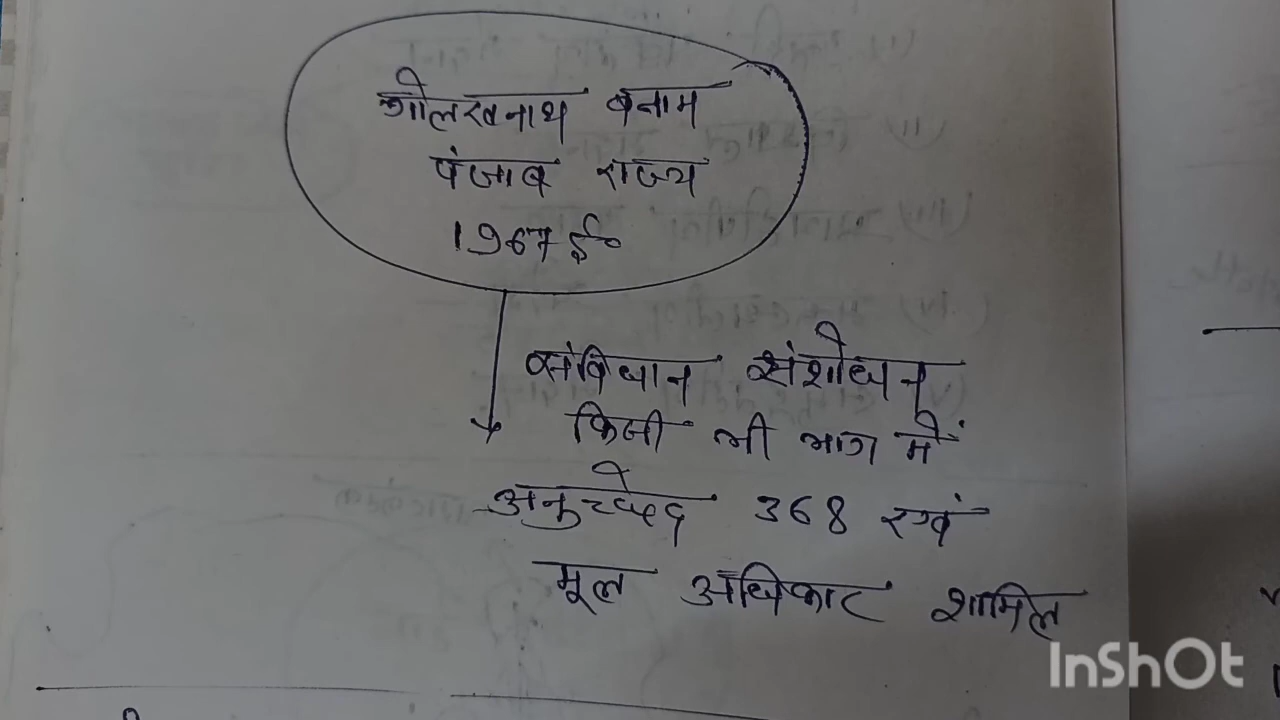 गोलखनाथ बनाम
पंजाब राज्य
1967 ई०
संविधान संशोधन
किसी भी भाग में
अनुच्छेद 368 एवं
मूल अधिकार शामिल
InShOt